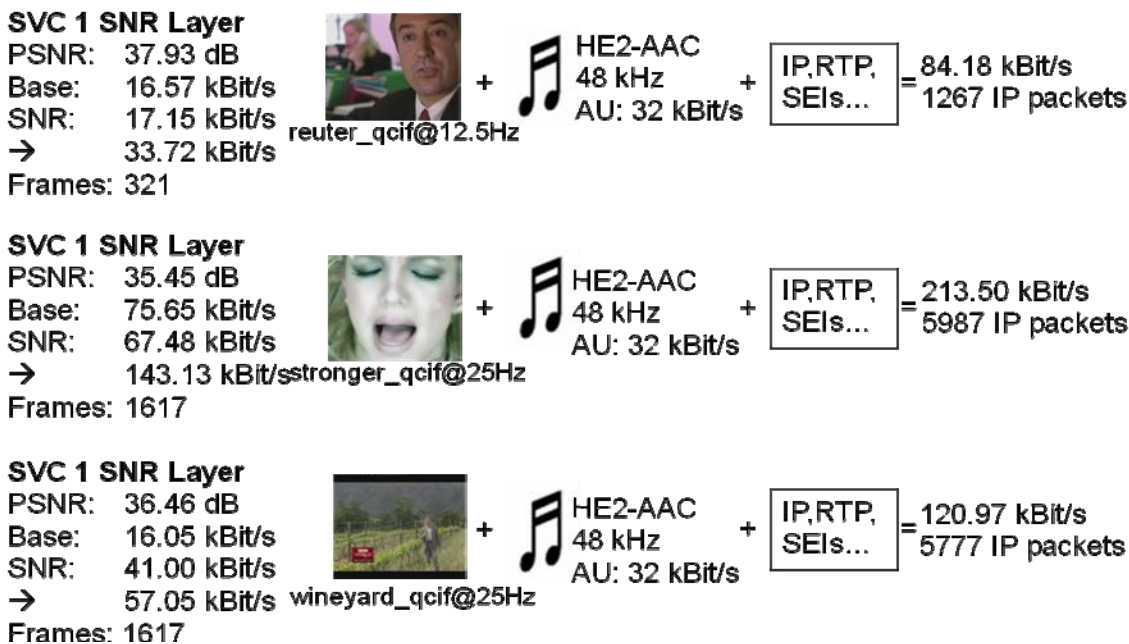 SVC 1 SNR Layer
PSNR: 37.93 dB
Base: 16.57 kBit/s
SNR: 17.15 kBit/s
→ 33.72 kBit/s
Frames: 321
reuter_qcif@12.5Hz
+
HE2-AAC
48 kHz
AU: 32 kBit/s
+
IP,RTP,
SEIs...
= 84.18 kBit/s
1267 IP packets
SVC 1 SNR Layer
PSNR: 35.45 dB
Base: 75.65 kBit/s
SNR: 67.48 kBit/s
→ 143.13 kBit/s
Frames: 1617
stronger_qcif@25Hz
+
HE2-AAC
48 kHz
AU: 32 kBit/s
+
IP,RTP,
SEIs...
= 213.50 kBit/s
5987 IP packets
SVC 1 SNR Layer
PSNR: 36.46 dB
Base: 16.05 kBit/s
SNR: 41.00 kBit/s
→ 57.05 kBit/s
Frames: 1617
wineyard_qcif@25Hz
+
HE2-AAC
48 kHz
AU: 32 kBit/s
+
IP,RTP,
SEIs...
= 120.97 kBit/s
5777 IP packets